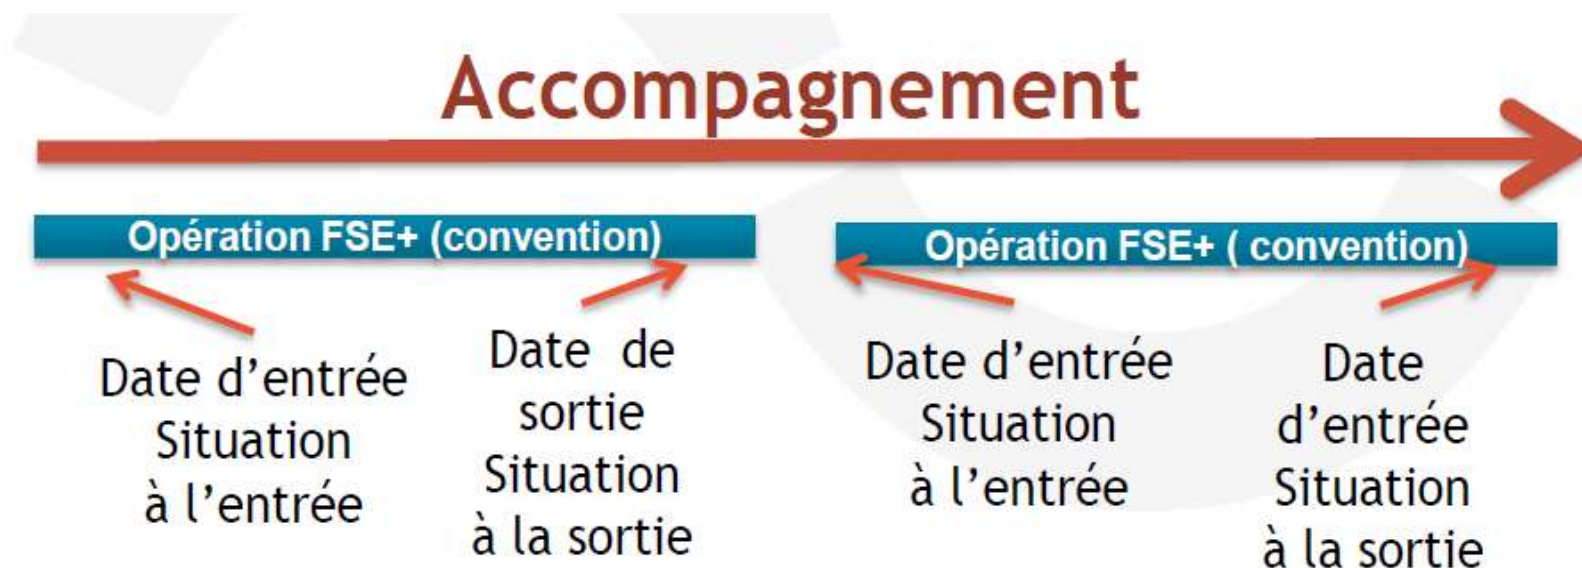 Accompagnement
Opération FSE+ (convention)
Opération FSE+ ( convention)
Date d’entrée
Situation
à l’entrée
Date de
sortie
Situation
à la sortie
Date d’entrée
Situation
à l’entrée
Date
d’entrée
Situation
à la sortie